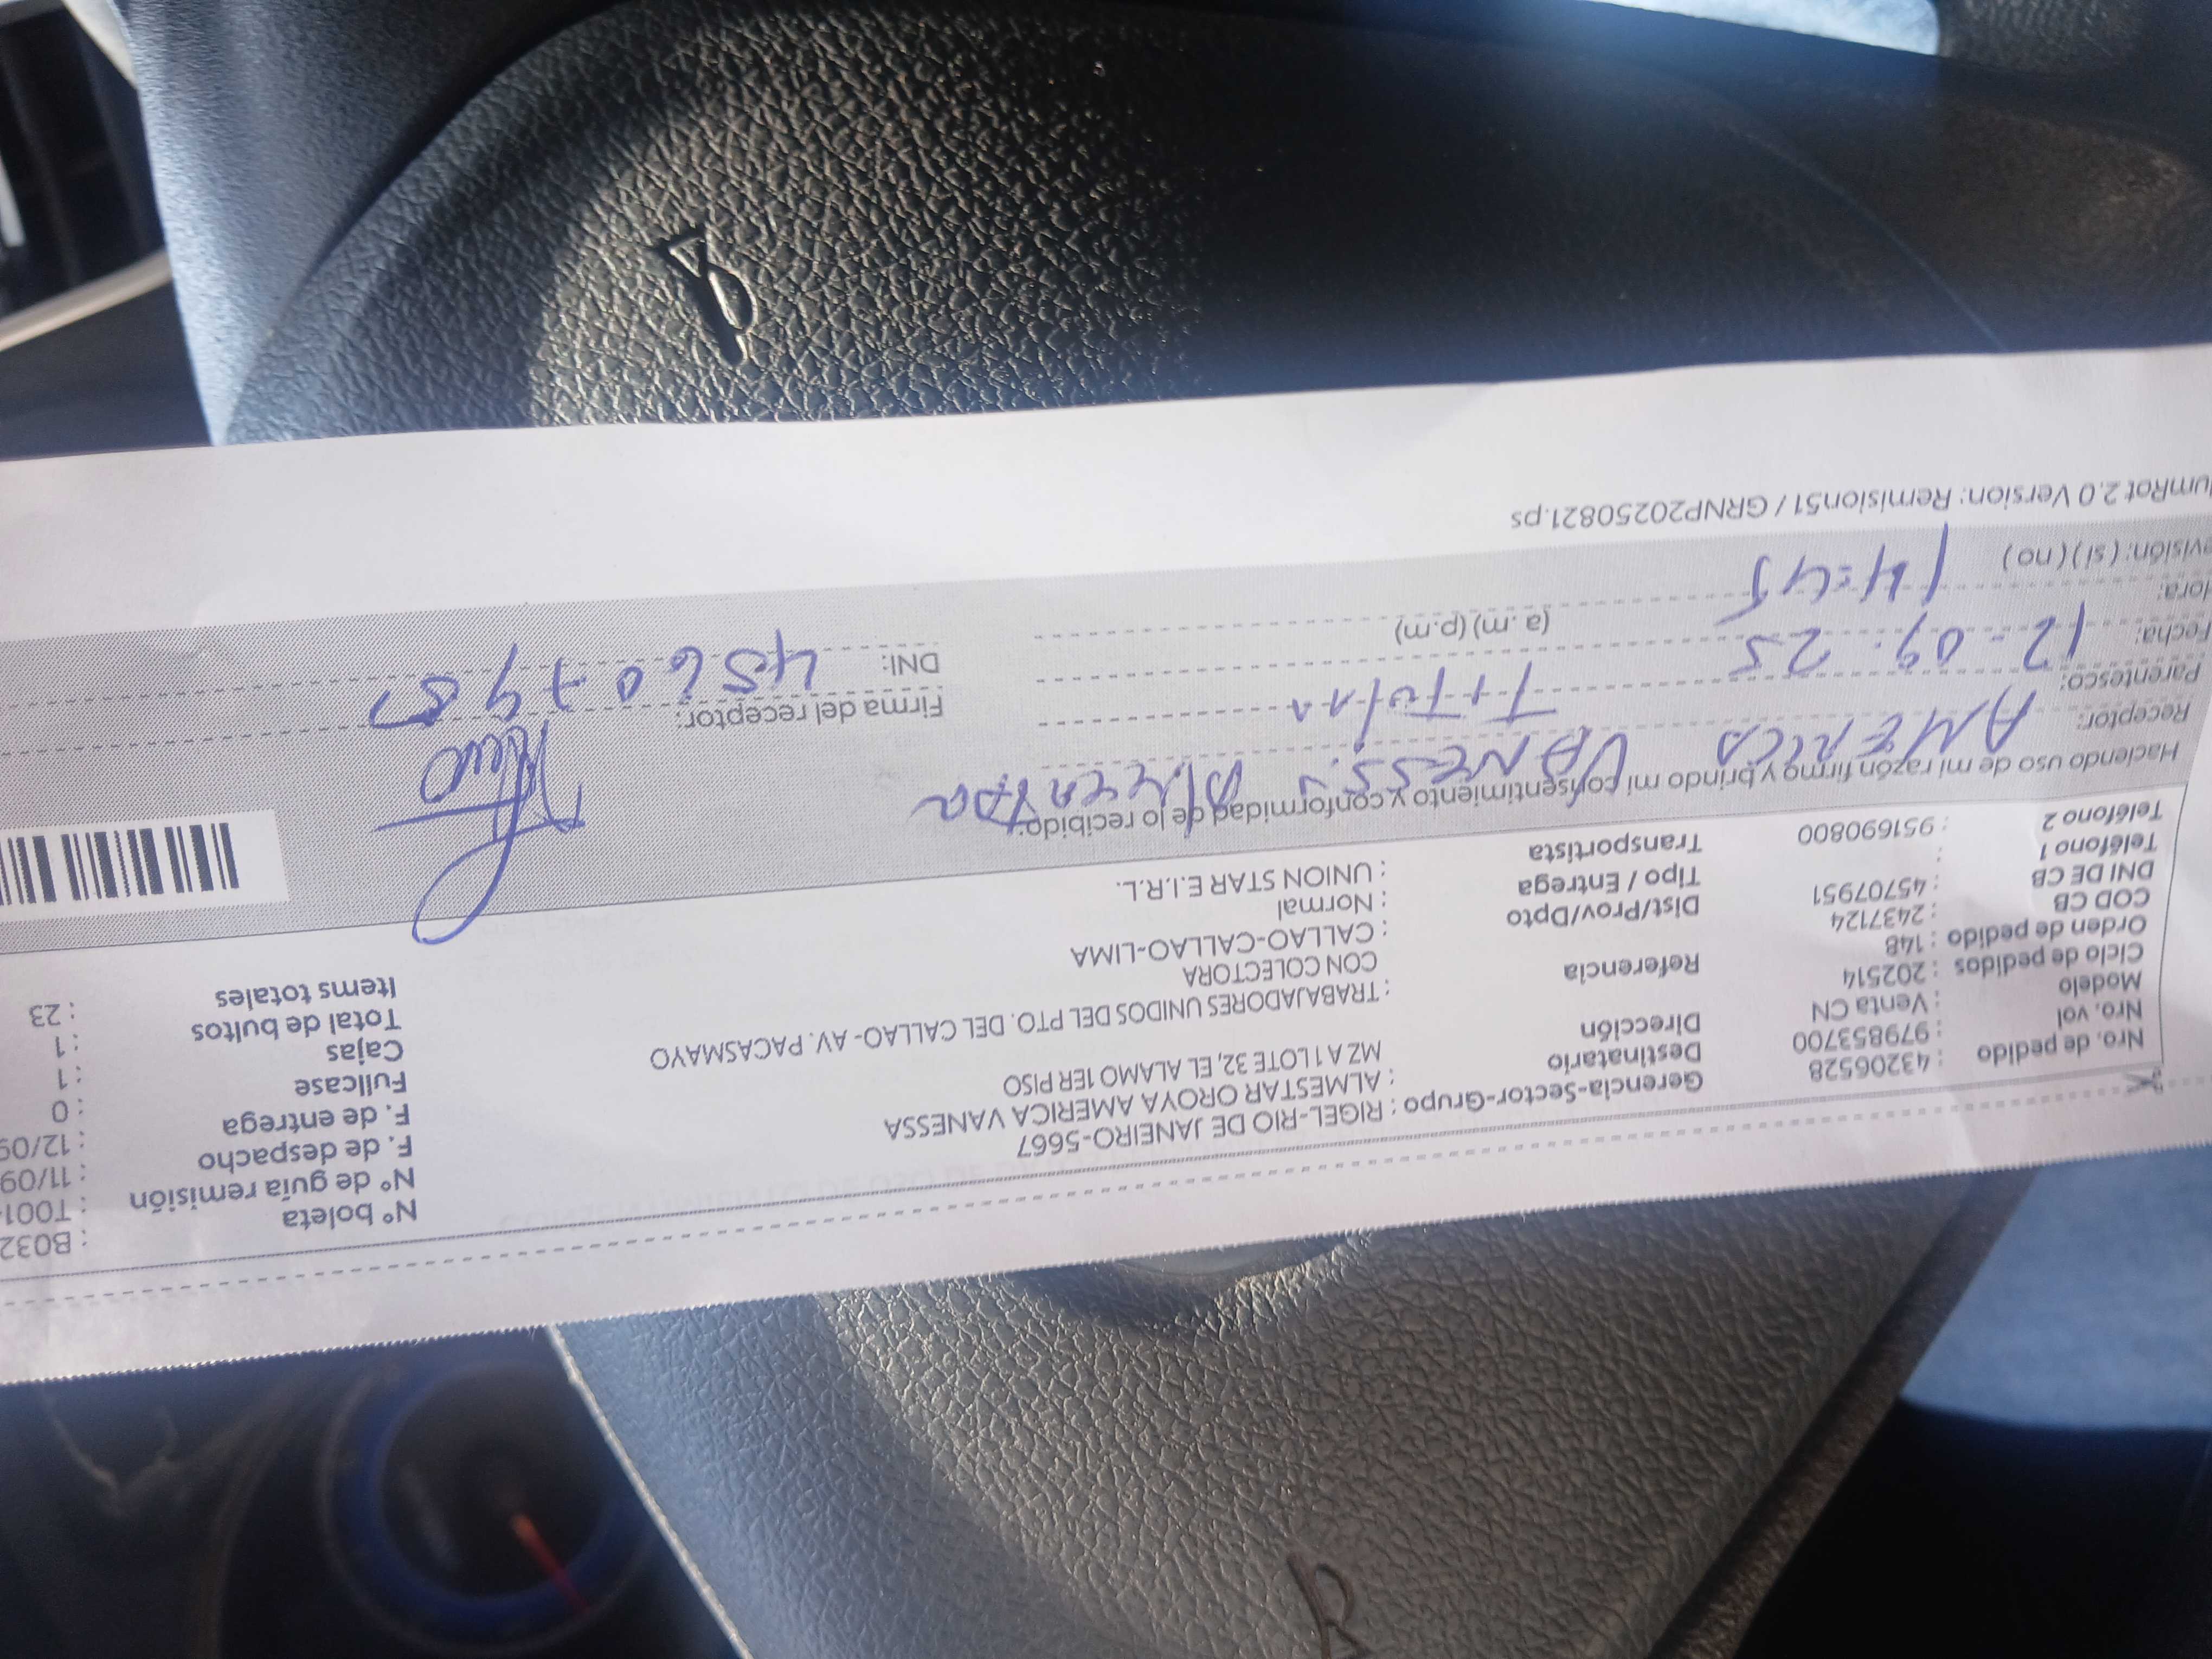 Nro. de pedido : 43206528
Nro. vol : 979853700
Modelo : Venta CN
Ciclo de pedidos : 202514
Orden de pedido : 148
COD CB : 2437124
DNI DE CB : 45707951
Teléfono 1 :
Teléfono 2 : 951690800
Gerencia-Sector-Grupo : RIGEL-RIO DE JANEIRO-5667
Destinatario : ALMESTAR OROYA AMERICA VANESSA
Dirección MZ A 1 LOTE 32, EL ALAMO 1ER PISO
Referencia : TRABAJADORES UNIDOS DEL PTO. DEL CALLAO- AV. PACASMAYO
CON COLECTORA
Dist/Prov/Dpto : CALLAO-CALLAO-LIMA
Tipo / Entrega : Normal
Transportista : UNION STAR E.I.R.L.
Nº boleta : B032
Nº de guía remisión : T001-
F. de despacho : 11/09
F. de entrega : 12/09
Fullcase : 0
Cajas : 1
Total de bultos : 1
Items totales : 23
Haciendo uso de mi razón firmo y brindo mi consentimiento y conformidad de lo recibido:
Receptor: AMERICA VANESSA
Parentesco: Titular
Fecha: 12-09-25
Hora: 14:45 (a.m) (p.m)
evisión: ( si ) ( no )
Firma del receptor:
DNI:
umRot 2.0 Version: Remision51 / GRNP20250821.ps